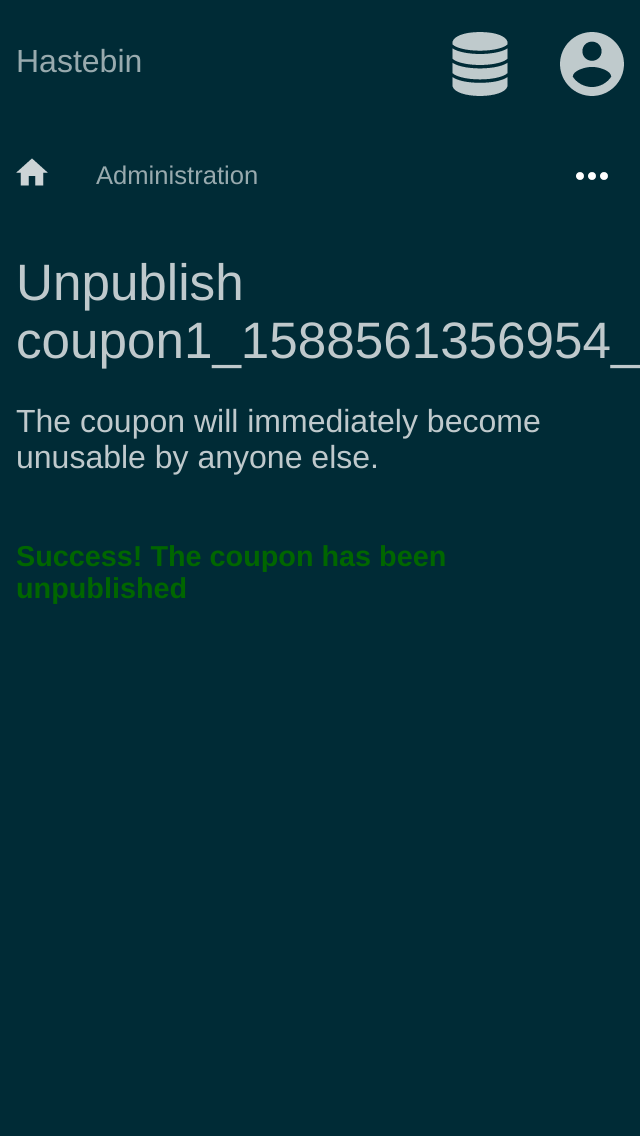 Hastebin
Administration
Unpublish
coupon1_1588561356954_
The coupon will immediately become
unusable by anyone else.
Success! The coupon has been
unpublished